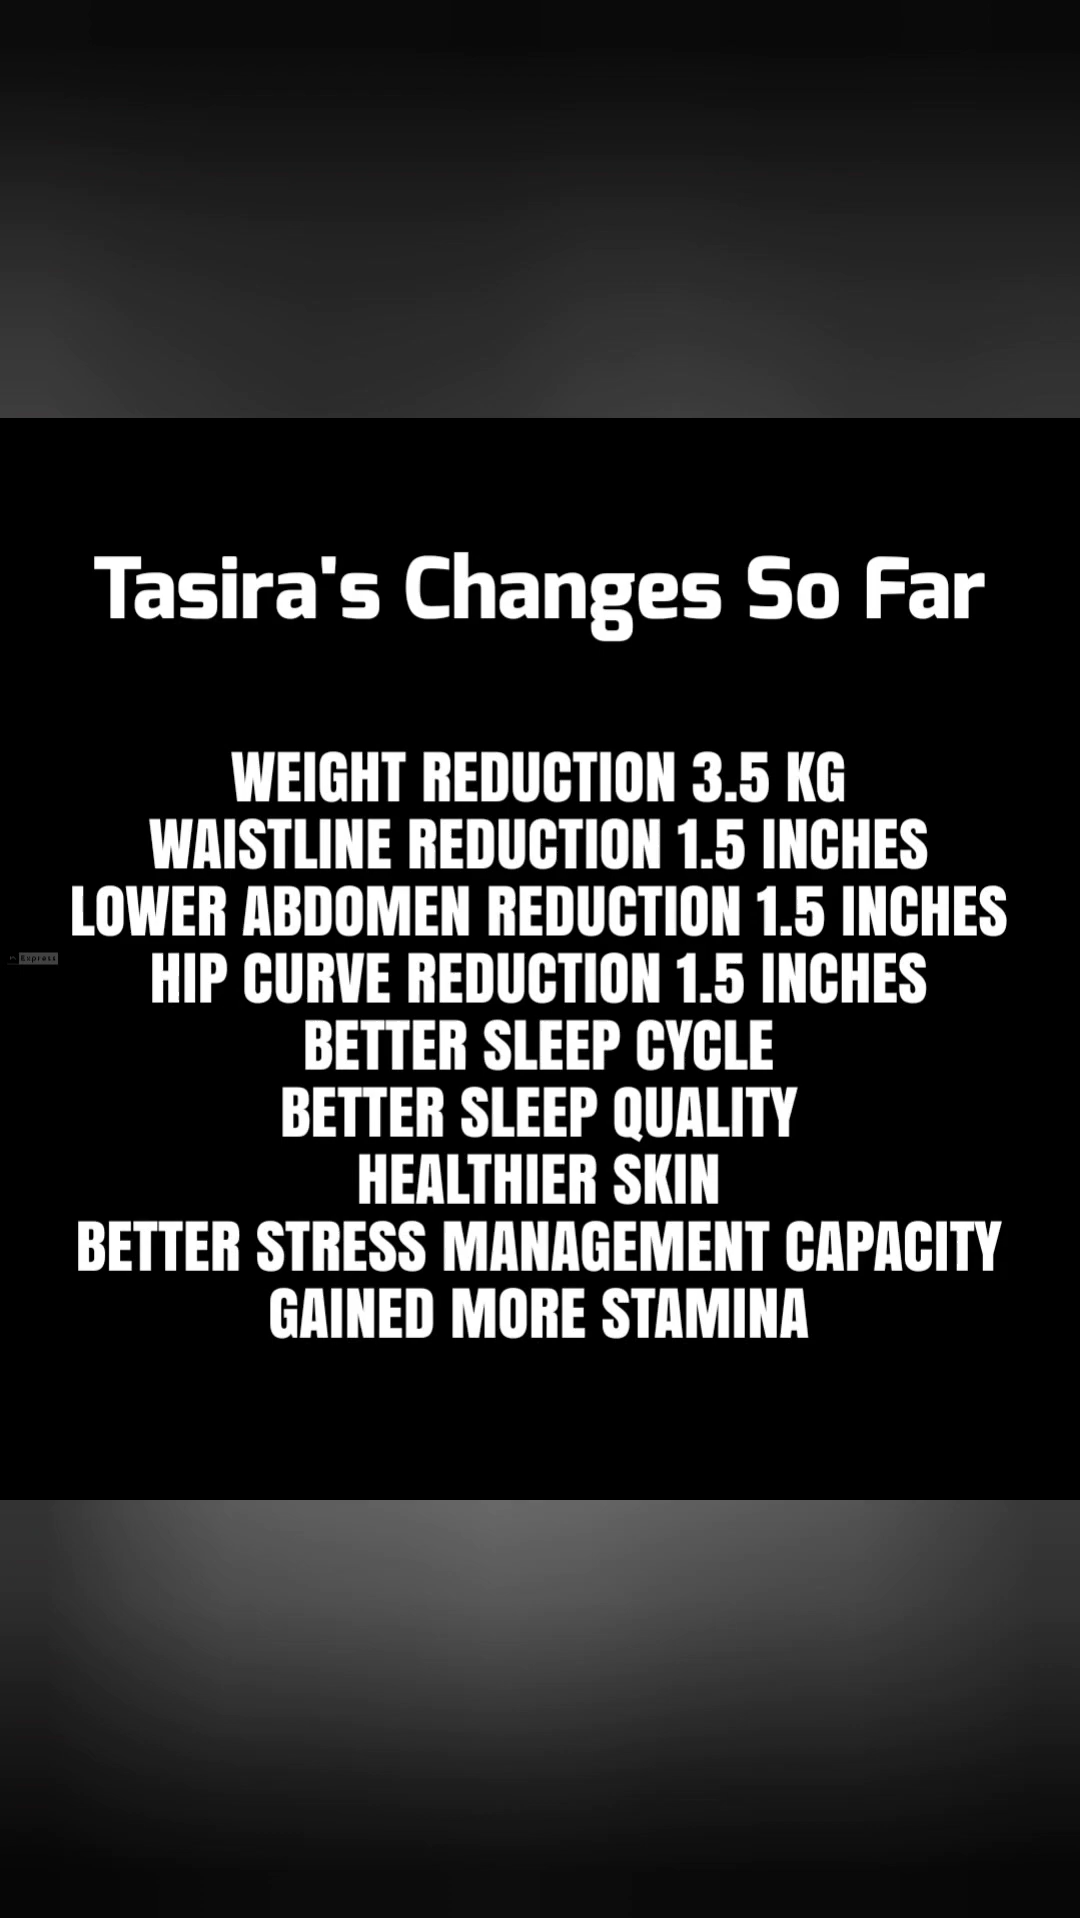 Tasira's Changes So Far
WEIGHT REDUCTION 3.5 KG
WAISTLINE REDUCTION 1.5 INCHES
LOWER ABDOMEN REDUCTION 1.5 INCHES
Express
HIP CURVE REDUCTION 1.5 INCHES
BETTER SLEEP CYCLE
BETTER SLEEP QUALITY
HEALTHIER SKIN
BETTER STRESS MANAGEMENT CAPACITY
GAINED MORE STAMINA